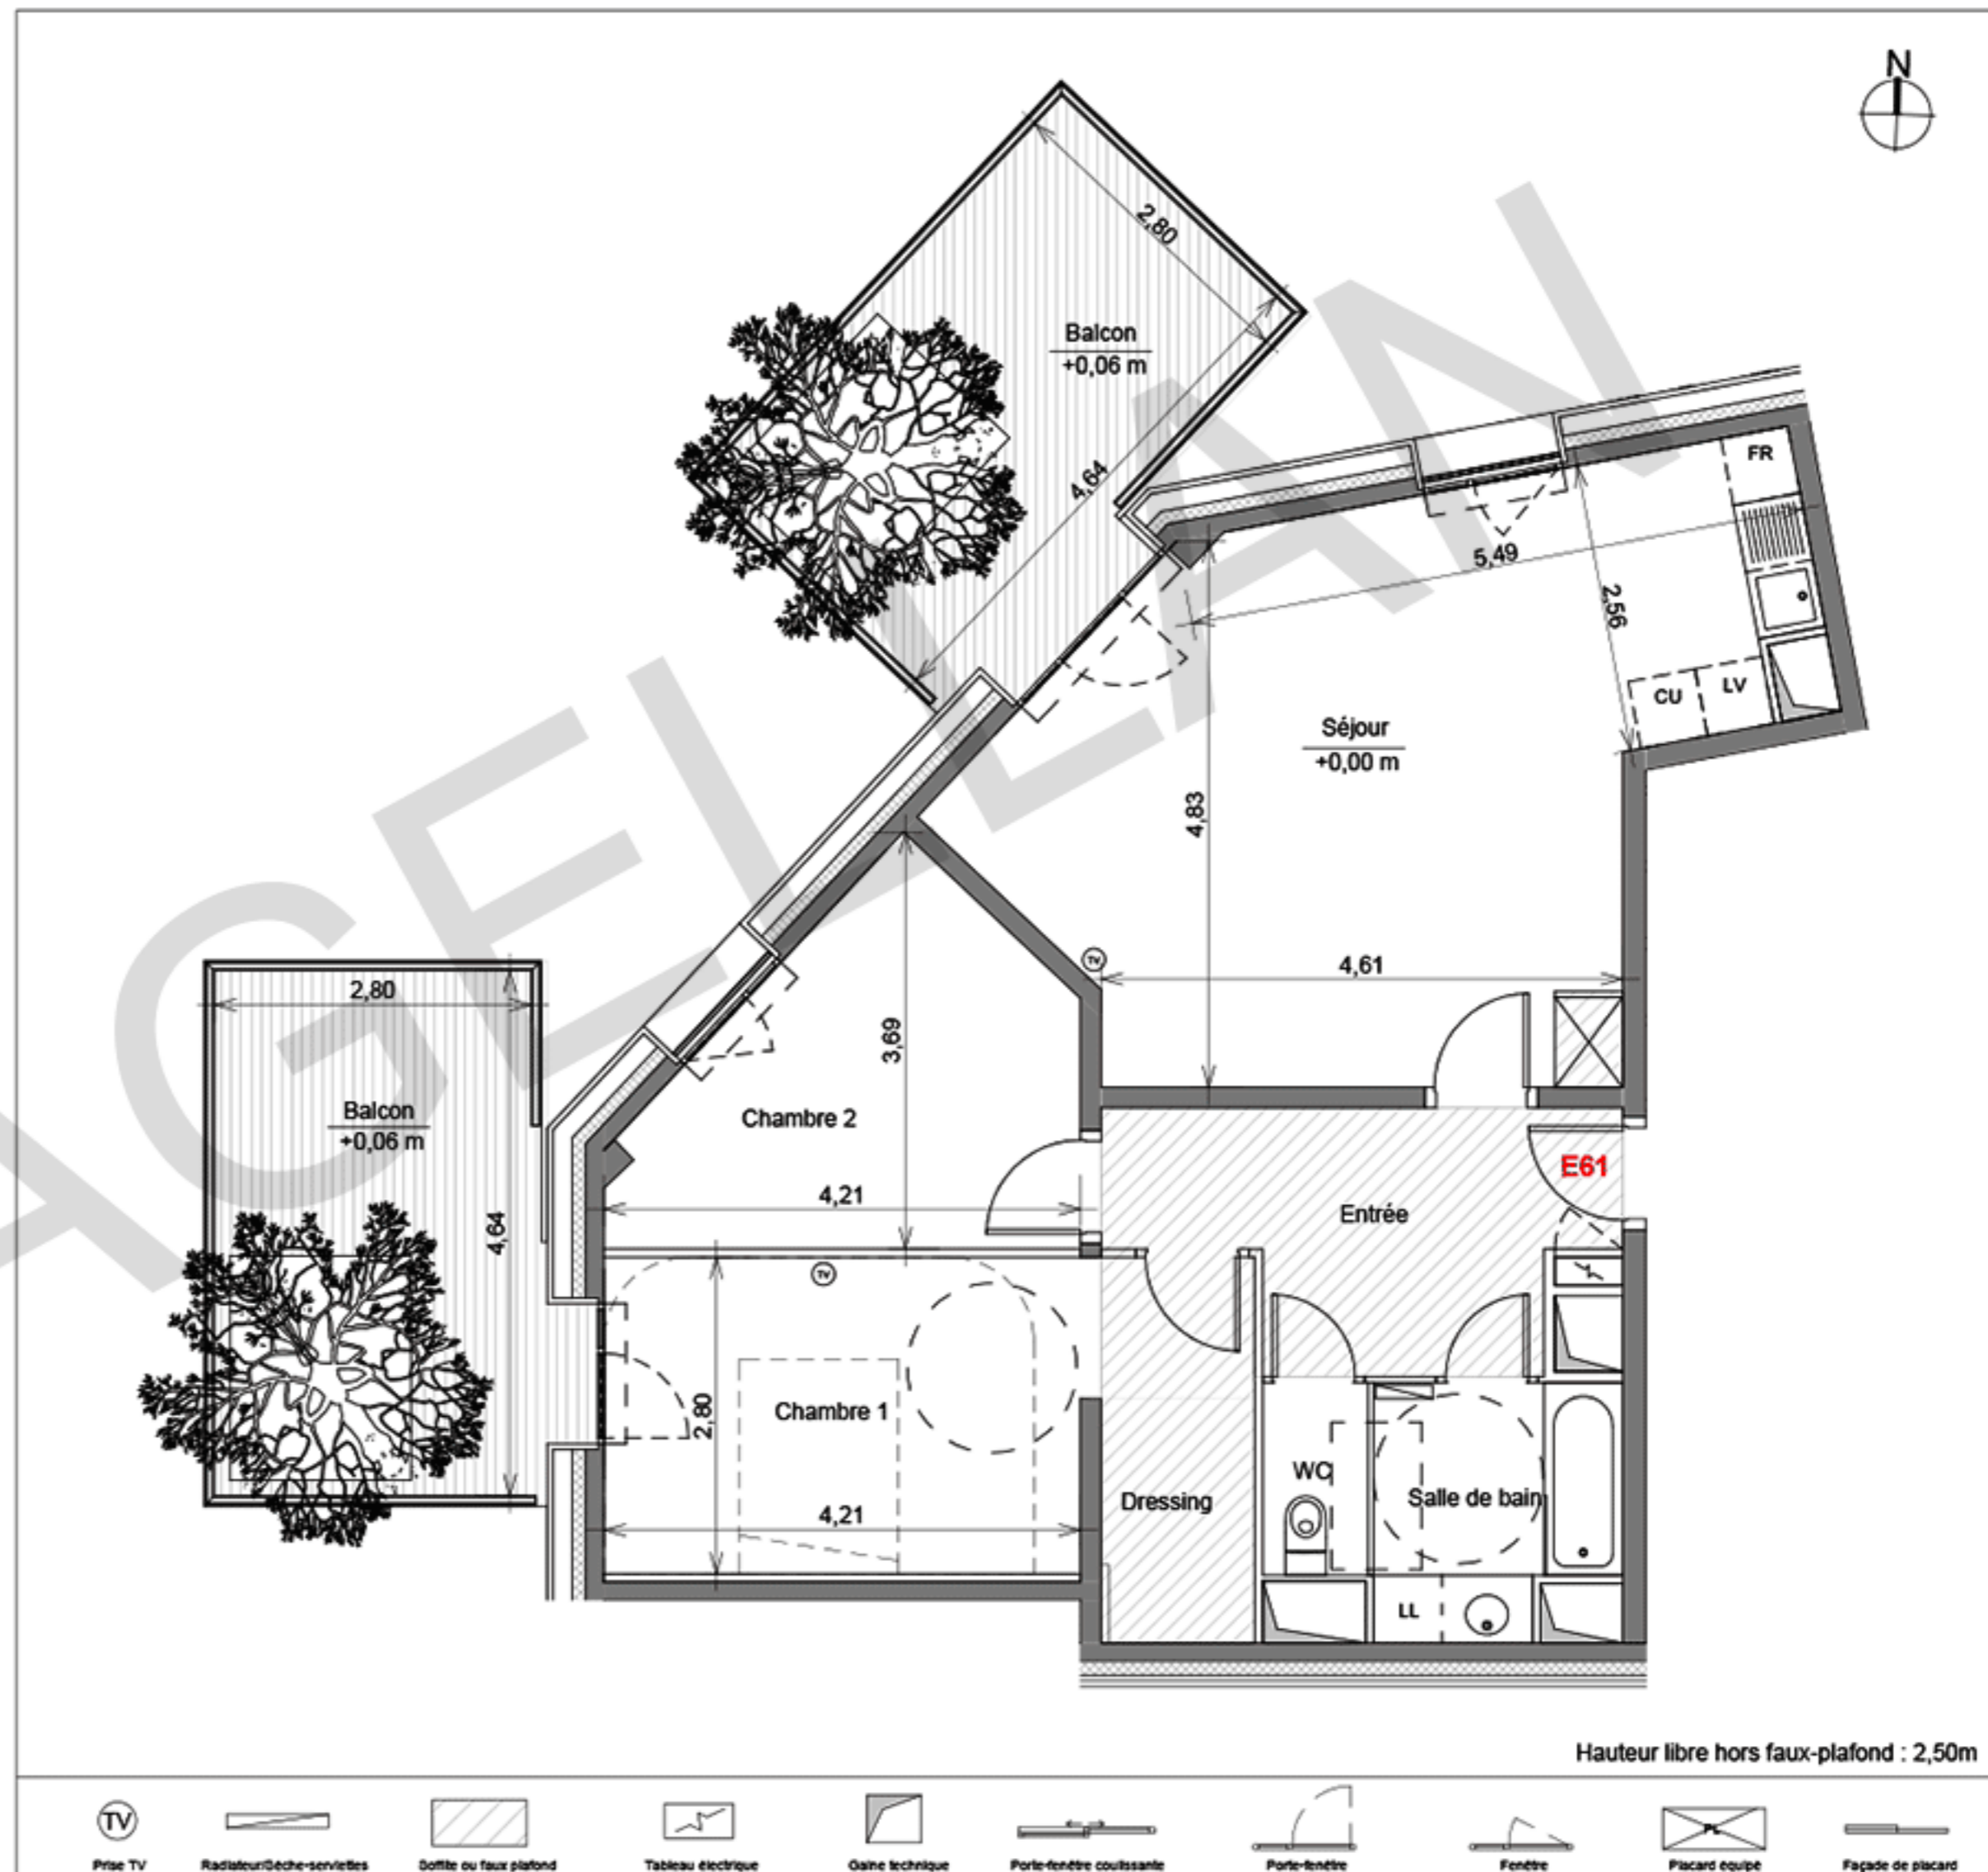 N
2,80
Balcon
+0,06 m
4,64
FR
5,49
2,56
CU
LV
Séjour
+0,00 m
4,83
TV
4,61
2,80
3,69
Balcon
+0,06 m
4,64
Chambre 2
4,21
E61
Entrée
TV
2,80
Chambre 1
4,21
Dressing
WC
Salle de bain
LL
AGELLAN
Hauteur libre hors faux-plafond : 2,50m
TV
PL
Prise TV
Radiateur/Sèche-serviettes
Soffite ou faux plafond
Tableau électrique
Gaine technique
Porte-fenêtre coulissante
Porte-fenêtre
Fenêtre
Placard équipé
Façade de placard